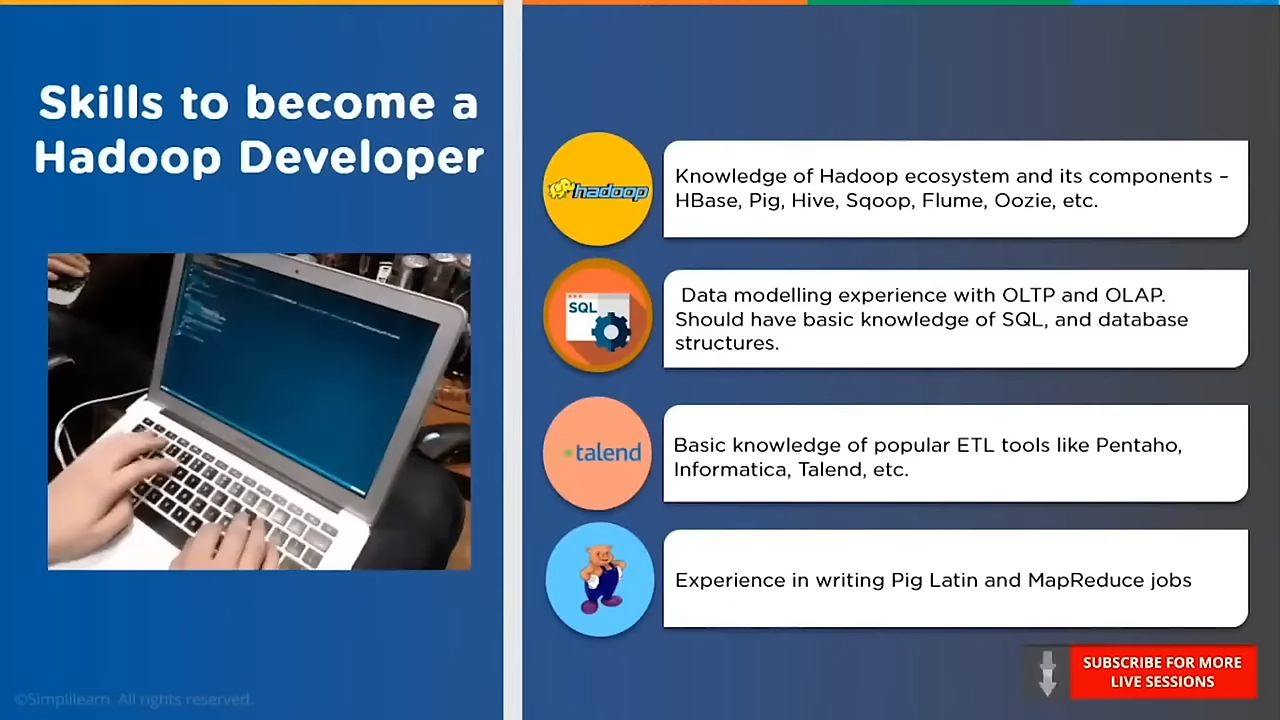 Skills to become a
Hadoop Developer
hadoop
Knowledge of Hadoop ecosystem and its components –
HBase, Pig, Hive, Sqoop, Flume, Oozie, etc.
SQL
Data modelling experience with OLTP and OLAP.
Should have basic knowledge of SQL, and database
structures.
talend
Basic knowledge of popular ETL tools like Pentaho,
Informatica, Talend, etc.
Experience in writing Pig Latin and MapReduce jobs
SUBSCRIBE FOR MORE
LIVE SESSIONS
©Simplilearn. All rights reserved.